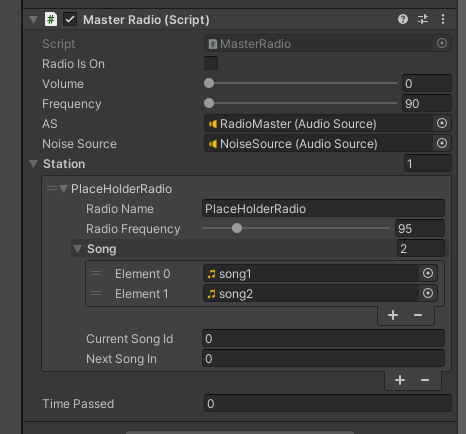 Master Radio (Script)
Script MasterRadio
Radio Is On
Volume 0
Frequency 90
AS RadioMaster (Audio Source)
Noise Source NoiseSource (Audio Source)
Station 1
PlaceHolderRadio
Radio Name PlaceHolderRadio
Radio Frequency 95
Song 2
Element 0 song1
Element 1 song2
+ −
Current Song Id 0
Next Song In 0
+ −
Time Passed 0